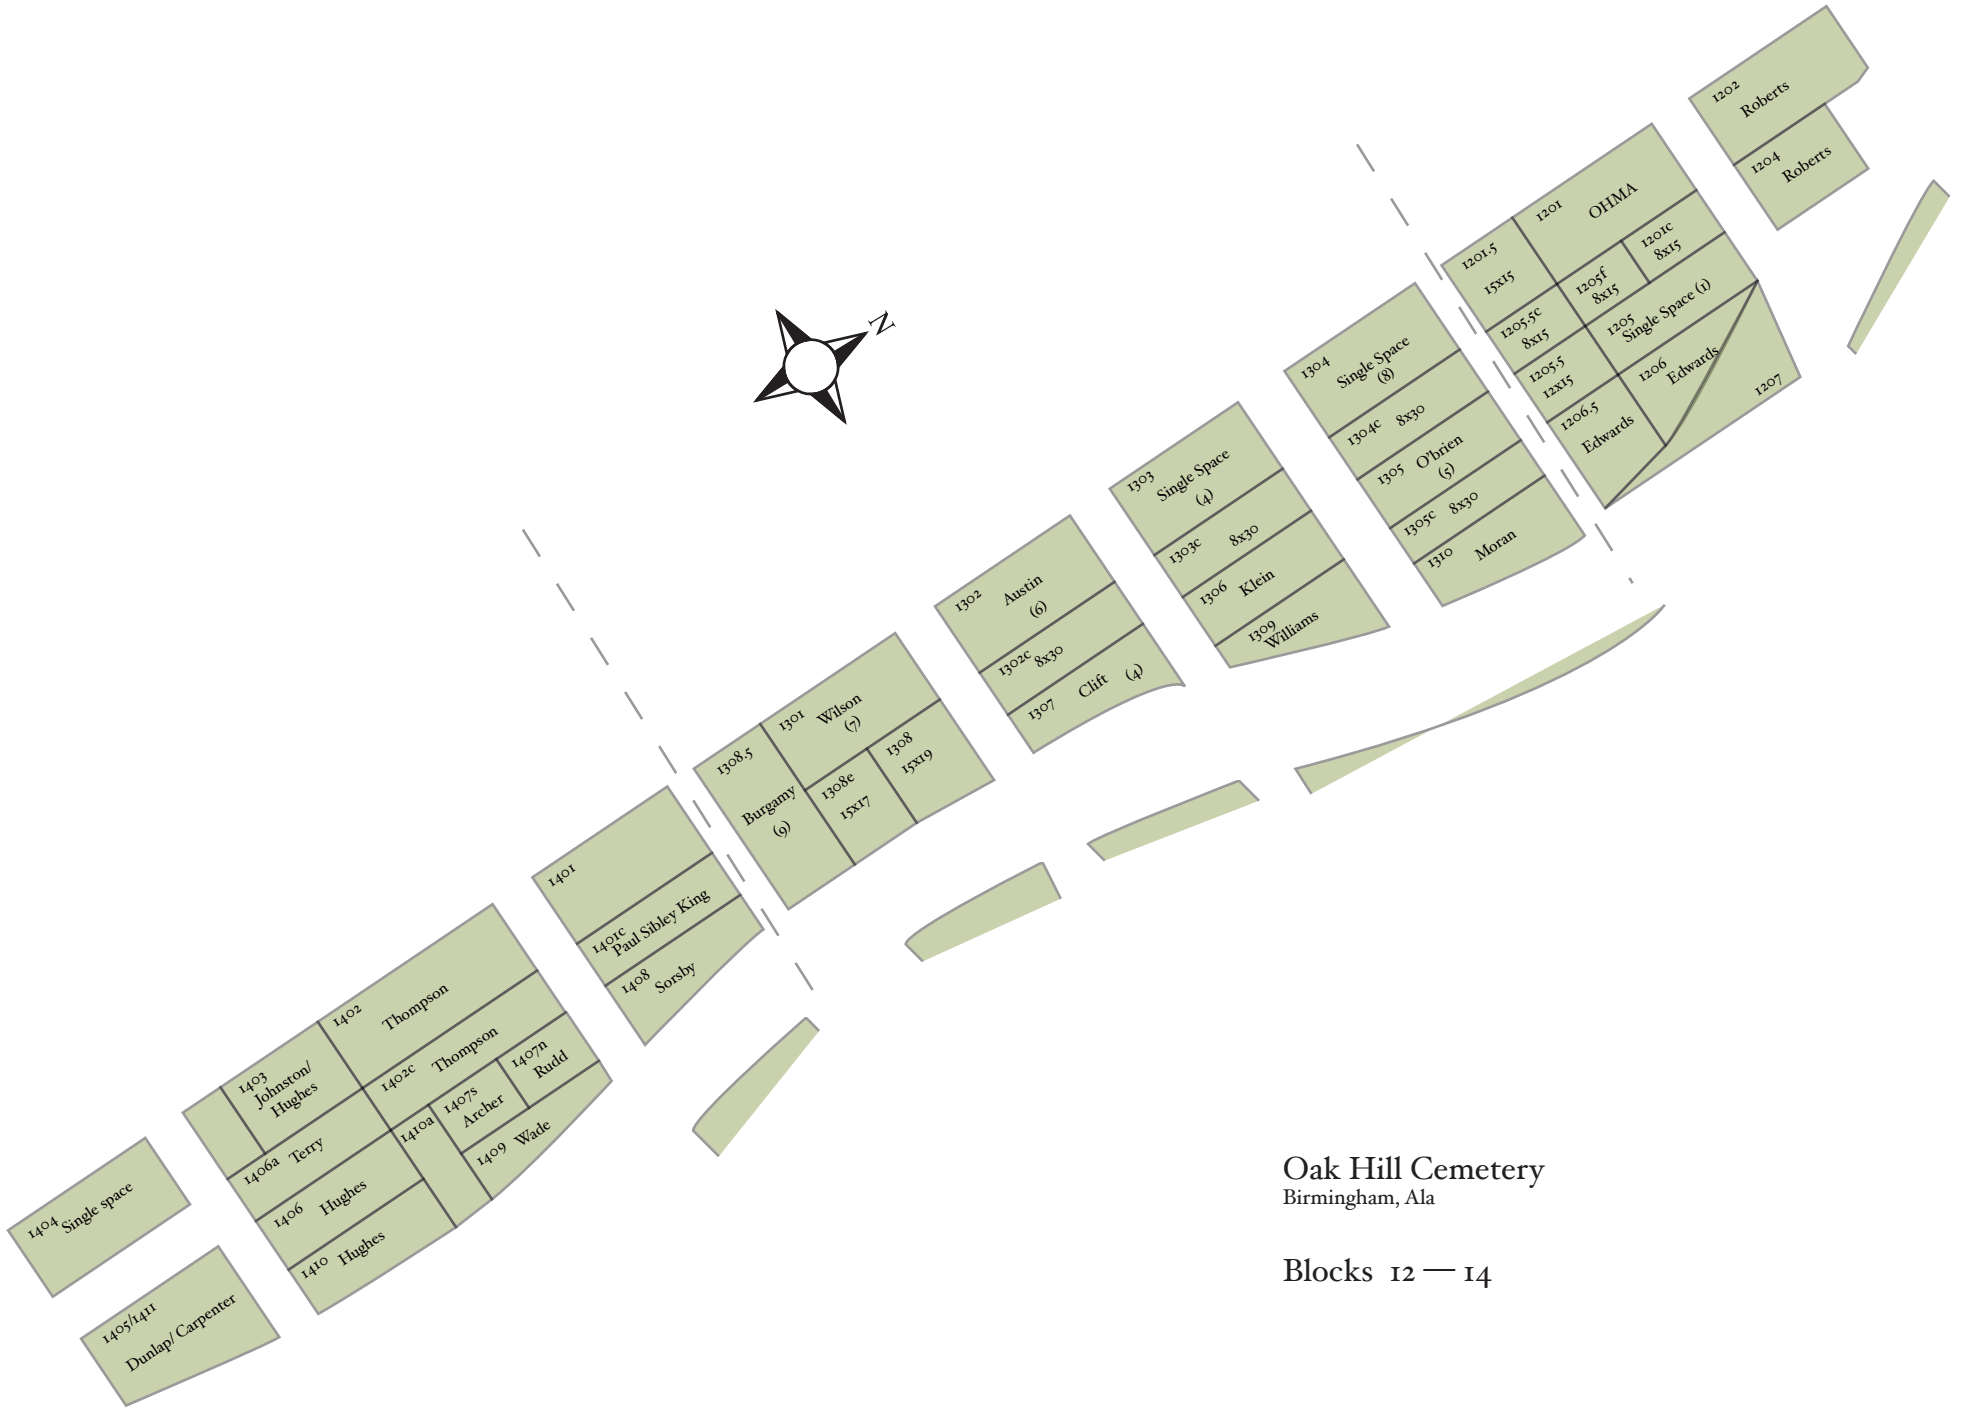 1202
Roberts
1204
Roberts
1201
OHMA
1201.5
15x15
1201c
8x15
1205f
8x15
1205.5c
8x15
1205
Single Space (1)
1205.5
12x15
1206
Edwards
1207
1206.5
Edwards
N
1304
Single Space
(8)
1304c 8x30
1305 O'brien
(5)
1305c 8x30
1310 Moran
1303
Single Space
(4)
1303c 8x30
1306 Klein
1309
Williams
1302 Austin
(6)
1302c 8x30
1307 Clift (4)
1301 Wilson
(7)
1308.5
Burgamy
(9)
1308e
15x17
1308
15x19
1401
1401c
Paul Sibley King
1408 Sorsby
1402
Thompson
1402c Thompson
1403
Johnston/
Hughes
1407n
Rudd
1407s
Archer
1410a
1409 Wade
1406a Terry
1406 Hughes
1410 Hughes
1404 Single space
1405/1411
Dunlap/ Carpenter
Oak Hill Cemetery
Birmingham, Ala
Blocks 12 — 14